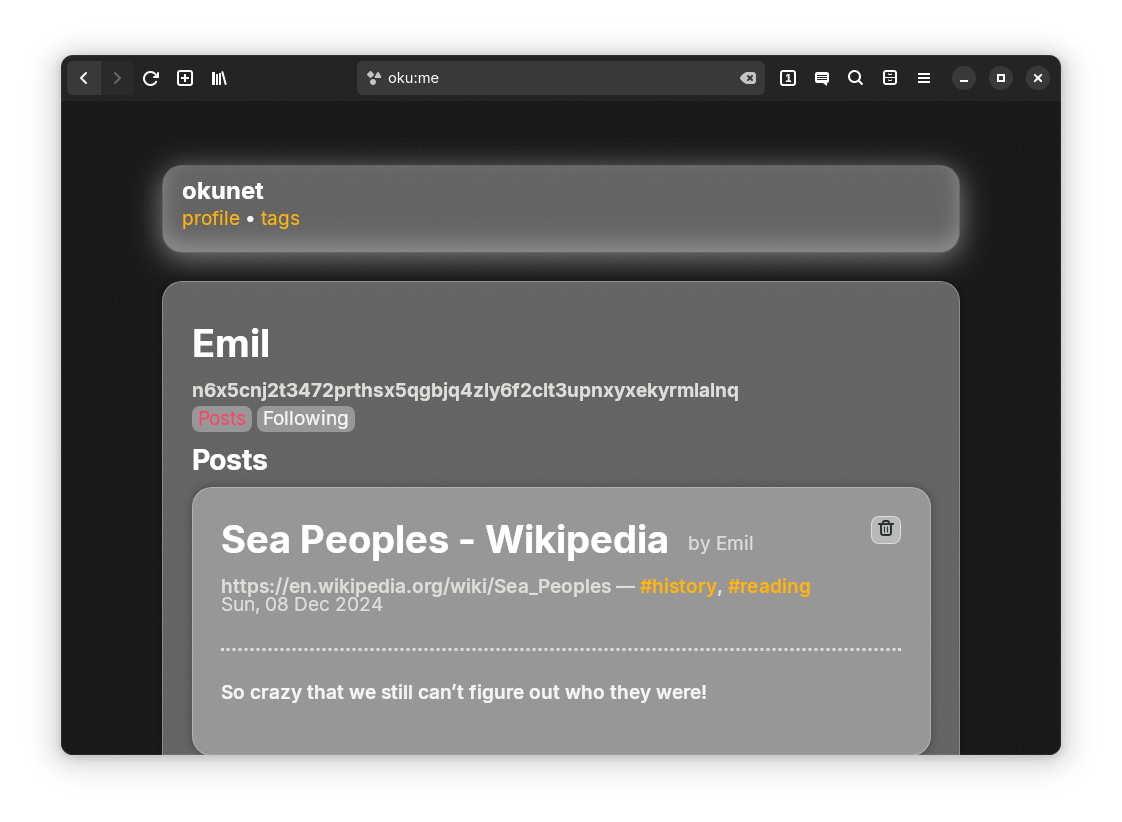 oku:me
1
okunet
profile • tags
Emil
n6x5cnj2t3472prthsx5qgbjq4zly6f2clt3upnxyxekyrmlalnq
Posts Following
Posts
Sea Peoples - Wikipedia by Emil
https://en.wikipedia.org/wiki/Sea_Peoples — #history, #reading
Sun, 08 Dec 2024
So crazy that we still can’t figure out who they were!